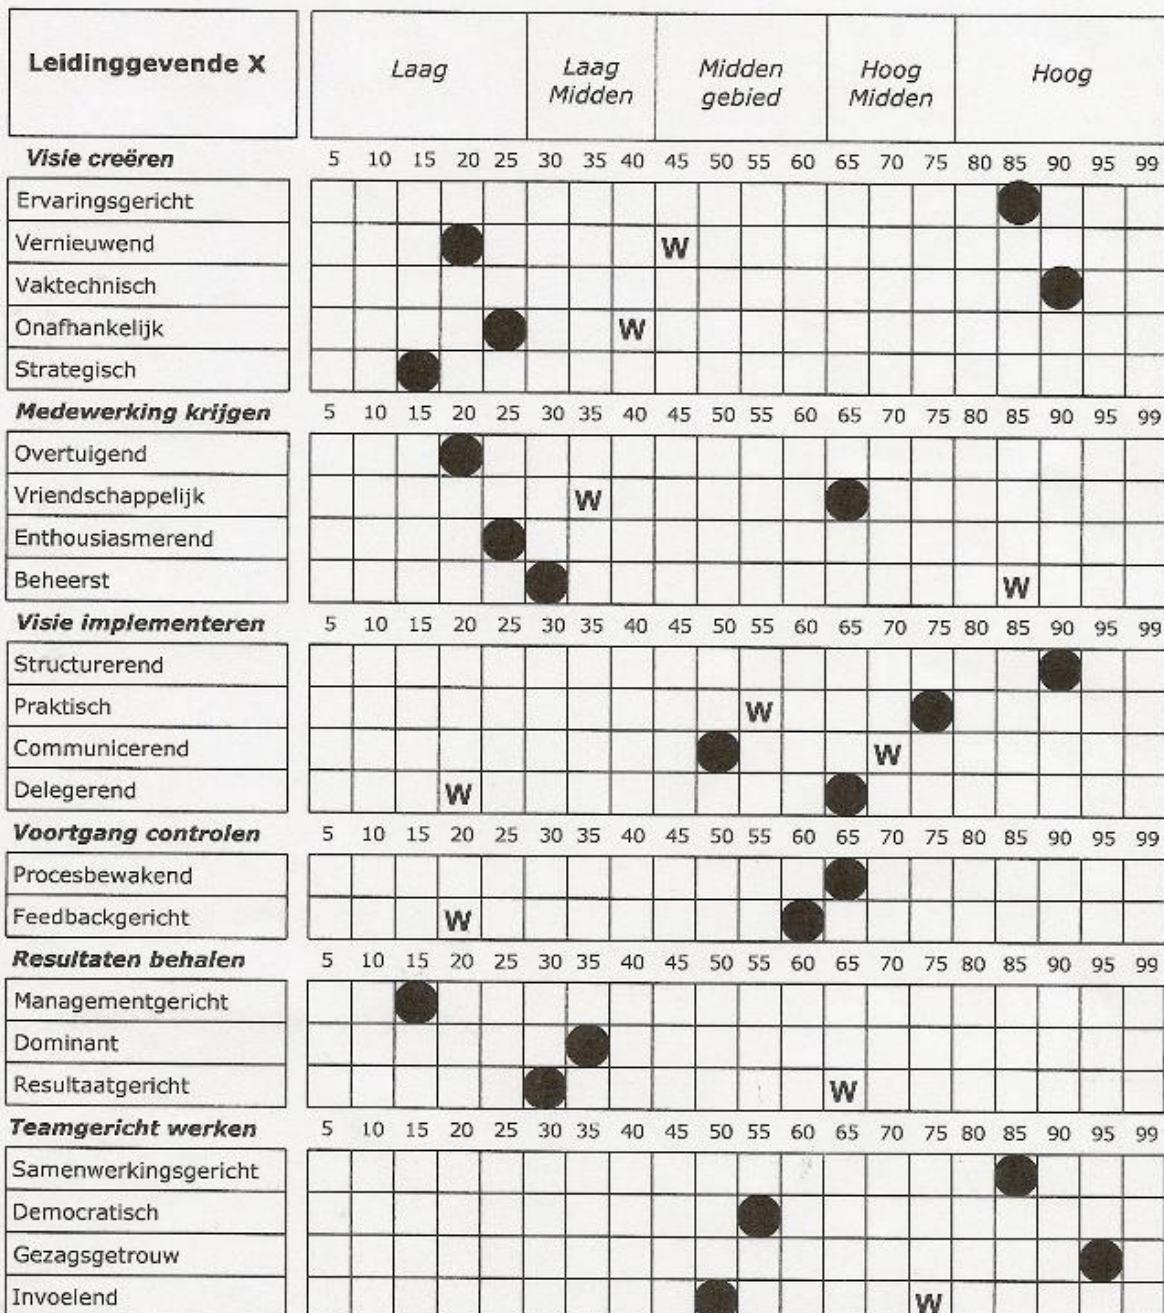 Leidinggevende X
Laag
Laag Midden
Midden gebied
Hoog Midden
Hoog
Visie creëren 5 10 15 20 25 30 35 40 45 50 55 60 65 70 75 80 85 90 95 99
Ervaringsgericht
Vernieuwend W
Vaktechnisch
Onafhankelijk W
Strategisch
Medewerking krijgen 5 10 15 20 25 30 35 40 45 50 55 60 65 70 75 80 85 90 95 99
Overtuigend
Vriendschappelijk W
Enthousiasmerend
Beheerst W
Visie implementeren 5 10 15 20 25 30 35 40 45 50 55 60 65 70 75 80 85 90 95 99
Structurerend
Praktisch W
Communicerend W
Delegerend W
Voortgang controlen 5 10 15 20 25 30 35 40 45 50 55 60 65 70 75 80 85 90 95 99
Procesbewakend
Feedbackgericht W
Resultaten behalen 5 10 15 20 25 30 35 40 45 50 55 60 65 70 75 80 85 90 95 99
Managementgericht
Dominant
Resultaatgericht W
Teamgericht werken 5 10 15 20 25 30 35 40 45 50 55 60 65 70 75 80 85 90 95 99
Samenwerkingsgericht
Democratisch
Gezagsgetrouw
Invoelend W